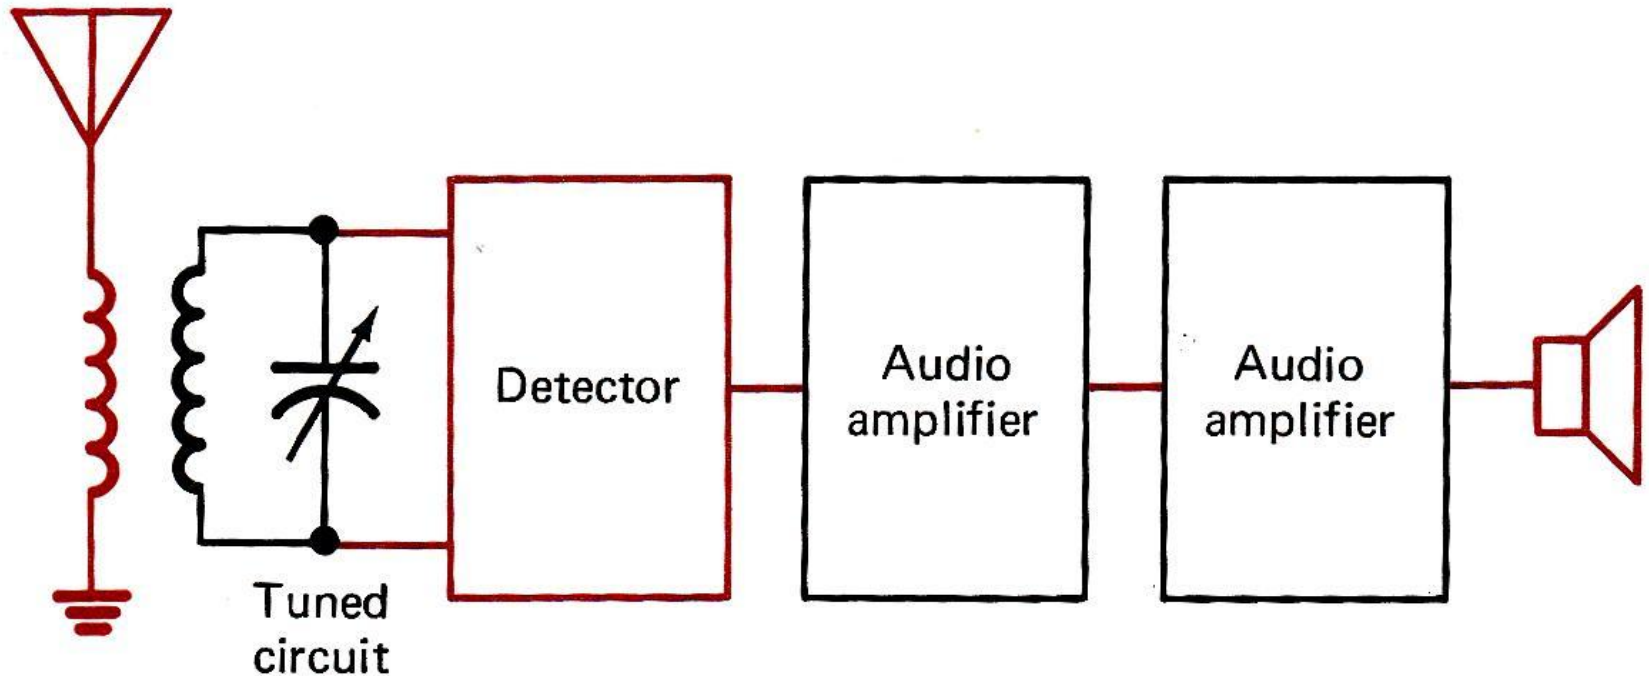 Detector
Audio
amplifier
Audio
amplifier
Tuned
circuit